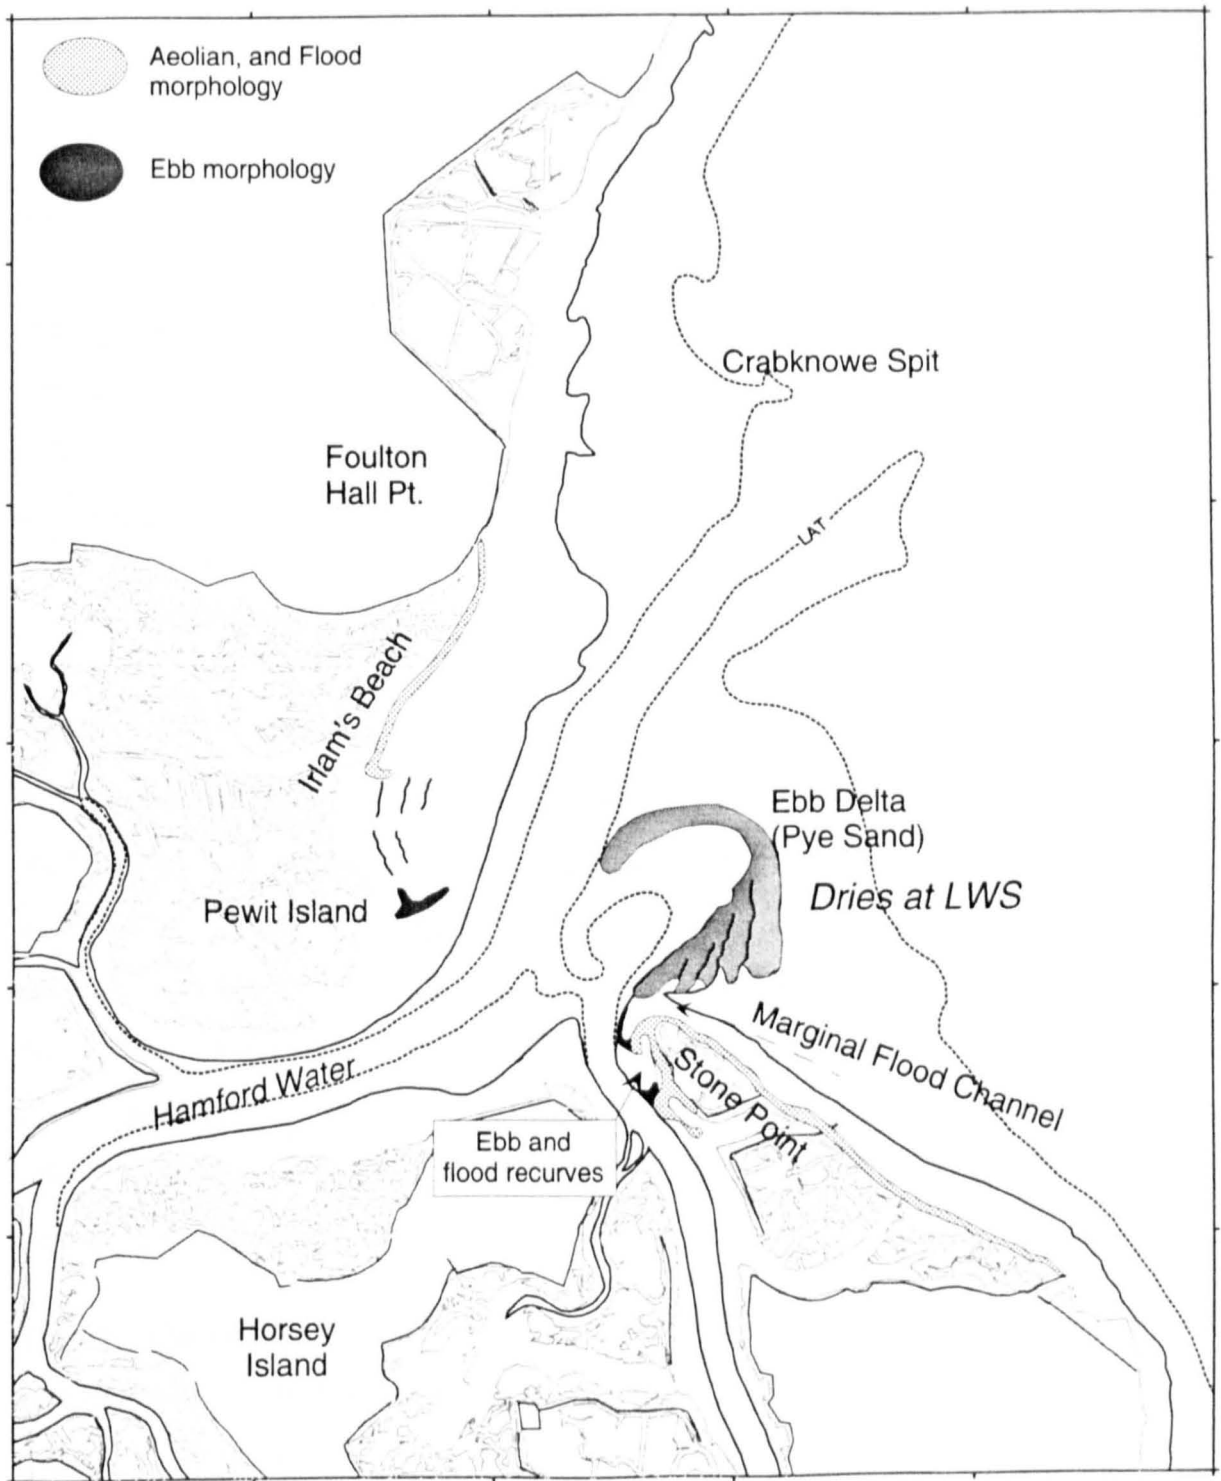 Aeolian, and Flood
morphology
Ebb morphology
Crabknowe Spit
Foulton
Hall Pt.
LAT
Irlam's Beach
Ebb Delta
(Pye Sand)
Dries at LWS
Pewit Island
Marginal Flood Channel
Stone Point
Hamford Water
Ebb and
flood recurves
Horsey
Island